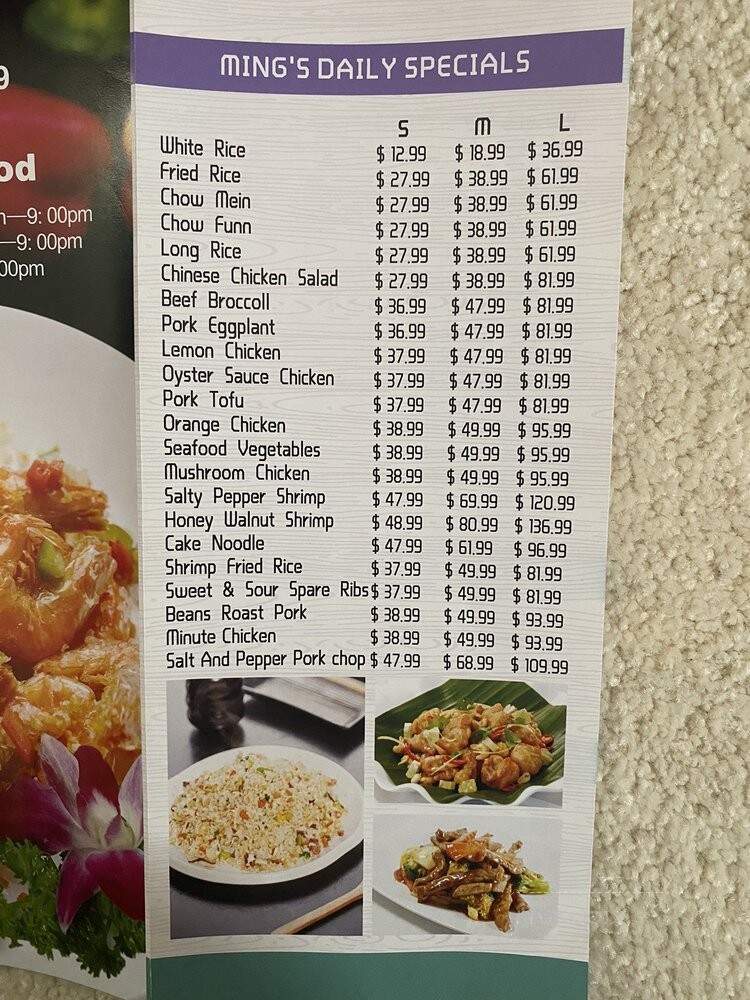 9
od
—9: 00pm
—9: 00pm
00pm
MING'S DAILY SPECIALS
S M L
White Rice $ 12.99 $ 18.99 $ 36.99
Fried Rice $ 27.99 $ 38.99 $ 61.99
Chow Mein $ 27.99 $ 38.99 $ 61.99
Chow Funn $ 27.99 $ 38.99 $ 61.99
Long Rice $ 27.99 $ 38.99 $ 61.99
Chinese Chicken Salad $ 27.99 $ 38.99 $ 81.99
Beef Broccoll $ 36.99 $ 47.99 $ 81.99
Pork Eggplant $ 36.99 $ 47.99 $ 81.99
Lemon Chicken $ 37.99 $ 47.99 $ 81.99
Oyster Sauce Chicken $ 37.99 $ 47.99 $ 81.99
Pork Tofu $ 37.99 $ 47.99 $ 81.99
Orange Chicken $ 38.99 $ 49.99 $ 95.99
Seafood Vegetables $ 38.99 $ 49.99 $ 95.99
Mushroom Chicken $ 38.99 $ 49.99 $ 95.99
Salty Pepper Shrimp $ 47.99 $ 69.99 $ 120.99
Honey Walnut Shrimp $ 48.99 $ 80.99 $ 136.99
Cake Noodle $ 47.99 $ 61.99 $ 96.99
Shrimp Fried Rice $ 37.99 $ 49.99 $ 81.99
Sweet & Sour Spare Ribs $ 37.99 $ 49.99 $ 81.99
Beans Roast Pork $ 38.99 $ 49.99 $ 93.99
Minute Chicken $ 38.99 $ 49.99 $ 93.99
Salt And Pepper Pork chop $ 47.99 $ 68.99 $ 109.99